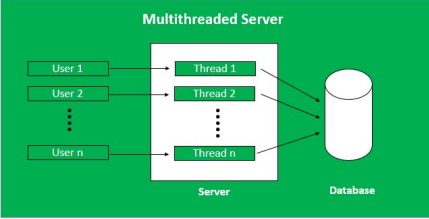 Multithreaded Server
User 1
Thread 1
User 2
Thread 2
User n
Thread n
Server
Database